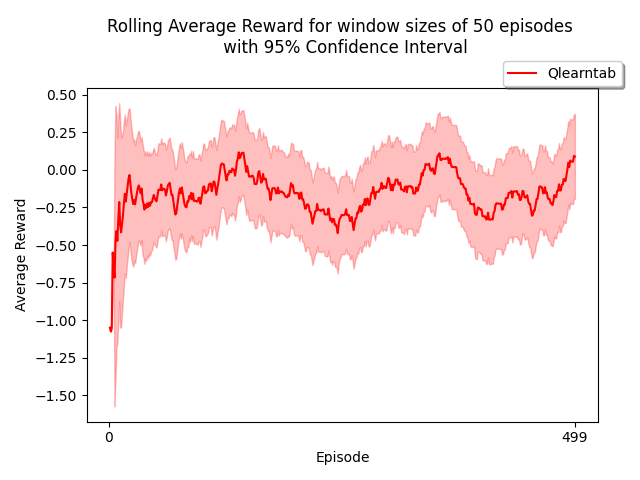 Rolling Average Reward for window sizes of 50 episodes
with 95% Confidence Interval
Qlearntab
0.50
0.25
0.00
−0.25
−0.50
−0.75
−1.00
−1.25
−1.50
Average Reward
0
499
Episode